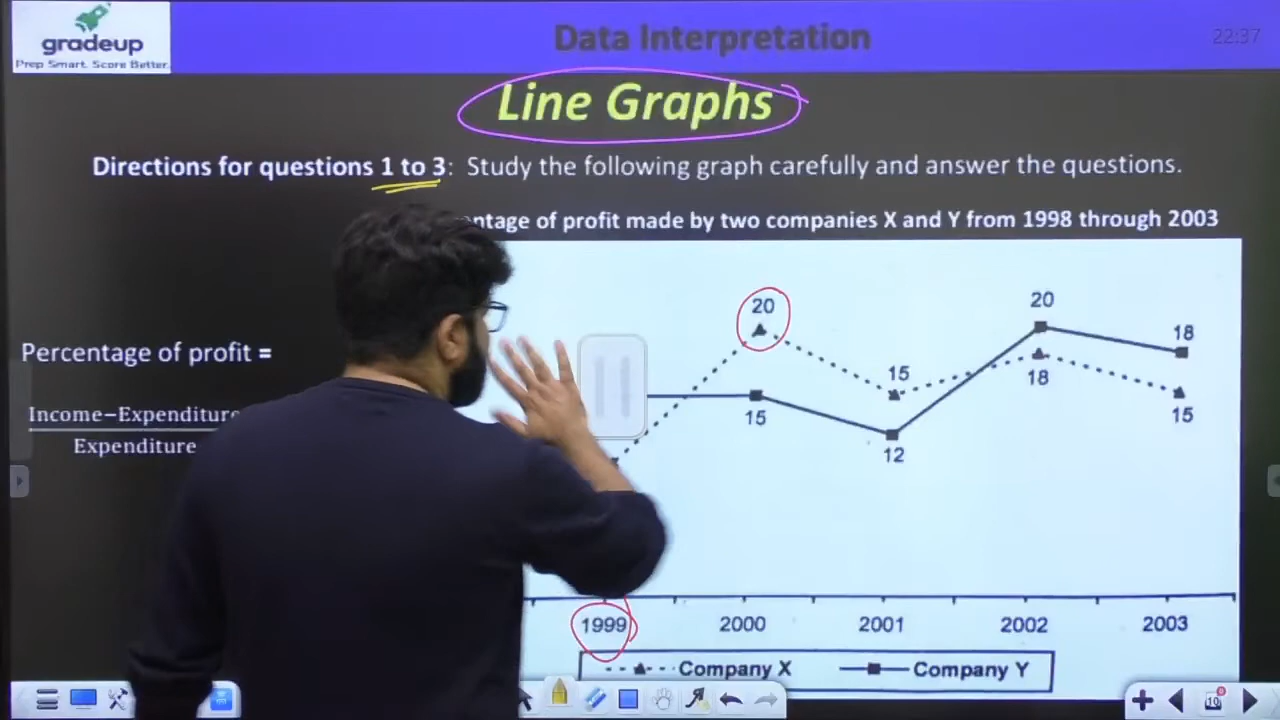 gradeup
Prep Smart. Score Better.
Data Interpretation
22:37
Line Graphs
Directions for questions 1 to 3: Study the following graph carefully and answer the questions.
of profit made by two companies X and Y from 1998 through 2003
20
20
18
15
18
15
15
12
Percentage of profit =
Income−Expenditure
Expenditure
1999 2000 2001 2002 2003
Company X Company Y
10